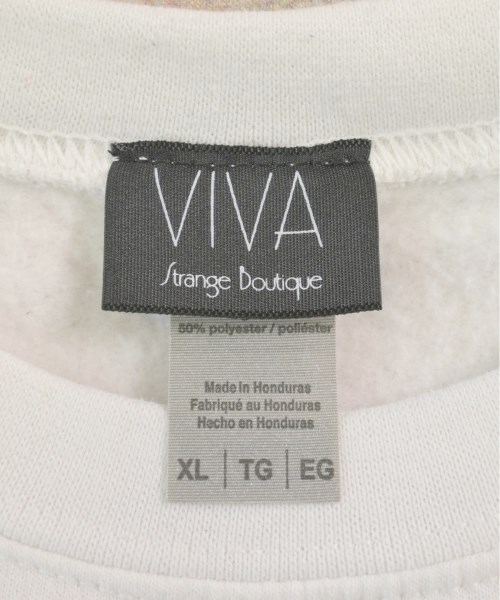 VIVA
Strange Boutique
50% polyester / poliéster
Made in Honduras
Fabriqué au Honduras
Hecho en Honduras
XL | TG | EG